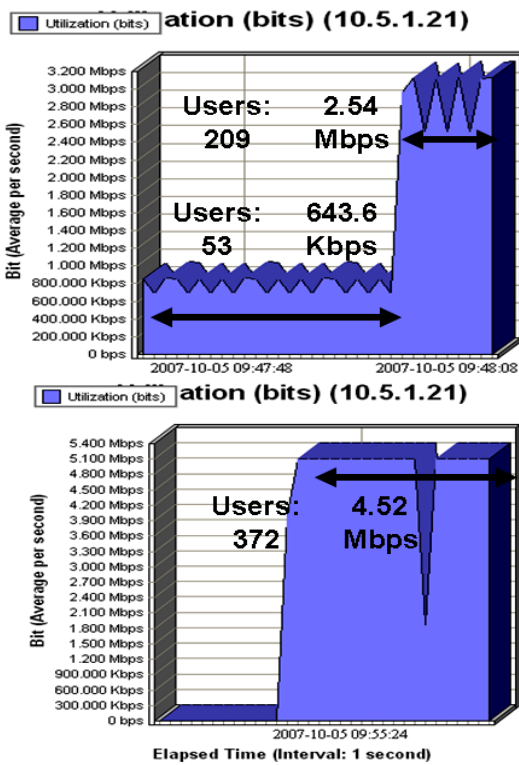 Utilization (bits)
ation (bits) (10.5.1.21)
Bit (Average per second)
3.200 Mbps
3.000 Mbps
2.800 Mbps
2.600 Mbps
2.400 Mbps
2.200 Mbps
2.000 Mbps
1.800 Mbps
1.600 Mbps
1.400 Mbps
1.200 Mbps
1.000 Mbps
800.000 Kbps
600.000 Kbps
400.000 Kbps
200.000 Kbps
0 bps
Users: 2.54
209 Mbps
Users: 643.6
53 Kbps
2007-10-05 09:47:48
2007-10-05 09:48:08
Utilization (bits)
ation (bits) (10.5.1.21)
Bit (Average per second)
5.400 Mbps
5.100 Mbps
4.800 Mbps
4.500 Mbps
4.200 Mbps
3.900 Mbps
3.600 Mbps
3.300 Mbps
3.000 Mbps
2.700 Mbps
2.400 Mbps
2.100 Mbps
1.800 Mbps
1.500 Mbps
1.200 Mbps
900.000 Kbps
600.000 Kbps
300.000 Kbps
0 bps
Users: 4.52
372 Mbps
2007-10-05 09:55:24
Elapsed Time (Interval: 1 second)